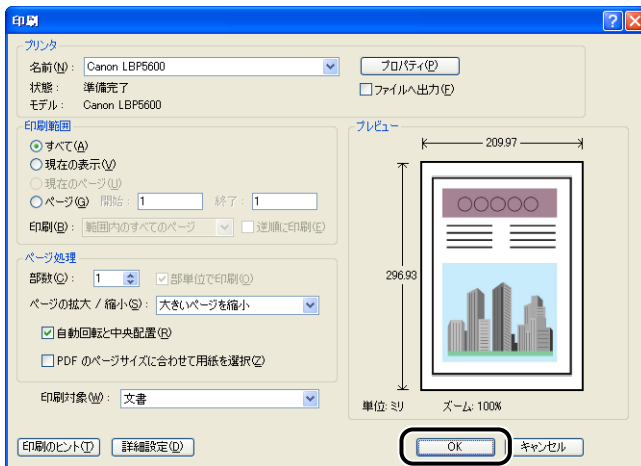 印刷
プリンタ
名前(N): Canon LBP5600 プロパティ(P)
状態: 準備完了 ファイルへ出力(F)
モデル: Canon LBP5600
印刷範囲
すべて(A)
現在の表示(V)
現在のページ(U)
ページ(G) 開始: 1 終了: 1
印刷(B): 範囲内のすべてのページ 逆順に印刷(E)
ページ処理
部数(C): 1 部単位で印刷(O)
ページの拡大 / 縮小(S): 大きいページを縮小
自動回転と中央配置(R)
PDF のページサイズに合わせて用紙を選択(Z)
印刷対象(W): 文書
プレビュー
209.97
296.93
○○○○○
単位: ミリ ズーム: 100%
印刷のヒント(T) 詳細設定(D) OK キャンセル